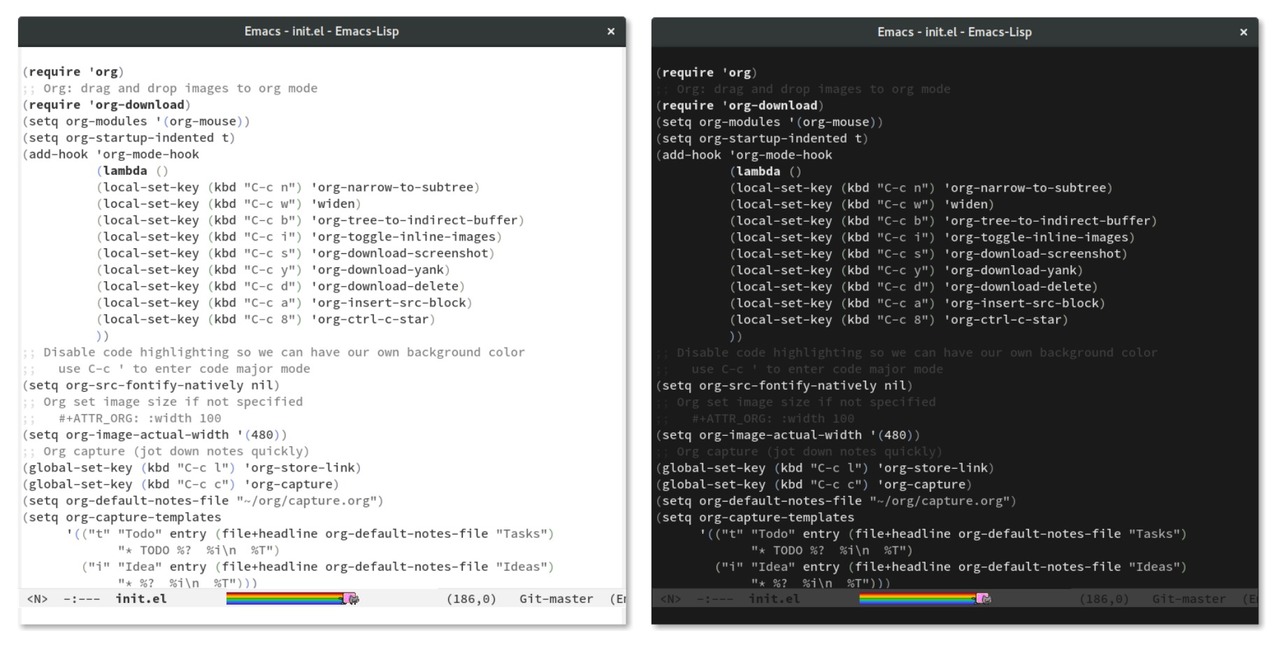 Emacs - init.el - Emacs-Lisp ×
(require 'org)
;; Org: drag and drop images to org mode
(require 'org-download)
(setq org-modules '(org-mouse))
(setq org-startup-indented t)
(add-hook 'org-mode-hook
          (lambda ()
          (local-set-key (kbd "C-c n") 'org-narrow-to-subtree)
          (local-set-key (kbd "C-c w") 'widen)
          (local-set-key (kbd "C-c b") 'org-tree-to-indirect-buffer)
          (local-set-key (kbd "C-c i") 'org-toggle-inline-images)
          (local-set-key (kbd "C-c s") 'org-download-screenshot)
          (local-set-key (kbd "C-c y") 'org-download-yank)
          (local-set-key (kbd "C-c d") 'org-download-delete)
          (local-set-key (kbd "C-c a") 'org-insert-src-block)
          (local-set-key (kbd "C-c 8") 'org-ctrl-c-star)
          ))
;; Disable code highlighting so we can have our own background color
;;   use C-c ' to enter code major mode
(setq org-src-fontify-natively nil)
;; Org set image size if not specified
;;   #+ATTR_ORG: :width 100
(setq org-image-actual-width '(480))
;; Org capture (jot down notes quickly)
(global-set-key (kbd "C-c l") 'org-store-link)
(global-set-key (kbd "C-c c") 'org-capture)
(setq org-default-notes-file "~/org/capture.org")
(setq org-capture-templates
      '(("t" "Todo" entry (file+headline org-default-notes-file "Tasks")
             "* TODO %?  %i\n  %T")
        ("i" "Idea" entry (file+headline org-default-notes-file "Ideas")
             "* %?  %i\n  %T")))
<N>  -:---  init.el  (186,0)  Git-master  (E
Emacs - init.el - Emacs-Lisp ×
(require 'org)
;; Org: drag and drop images to org mode
(require 'org-download)
(setq org-modules '(org-mouse))
(setq org-startup-indented t)
(add-hook 'org-mode-hook
          (lambda ()
          (local-set-key (kbd "C-c n") 'org-narrow-to-subtree)
          (local-set-key (kbd "C-c w") 'widen)
          (local-set-key (kbd "C-c b") 'org-tree-to-indirect-buffer)
          (local-set-key (kbd "C-c i") 'org-toggle-inline-images)
          (local-set-key (kbd "C-c s") 'org-download-screenshot)
          (local-set-key (kbd "C-c y") 'org-download-yank)
          (local-set-key (kbd "C-c d") 'org-download-delete)
          (local-set-key (kbd "C-c a") 'org-insert-src-block)
          (local-set-key (kbd "C-c 8") 'org-ctrl-c-star)
          ))
;; Disable code highlighting so we can have our own background color
;;   use C-c ' to enter code major mode
(setq org-src-fontify-natively nil)
;; Org set image size if not specified
;;   #+ATTR_ORG: :width 100
(setq org-image-actual-width '(480))
;; Org capture (jot down notes quickly)
(global-set-key (kbd "C-c l") 'org-store-link)
(global-set-key (kbd "C-c c") 'org-capture)
(setq org-default-notes-file "~/org/capture.org")
(setq org-capture-templates
      '(("t" "Todo" entry (file+headline org-default-notes-file "Tasks")
             "* TODO %?  %i\n  %T")
        ("i" "Idea" entry (file+headline org-default-notes-file "Ideas")
             "* %?  %i\n  %T")))
<N>  -:---  init.el  (186,0)  Git-master  (E